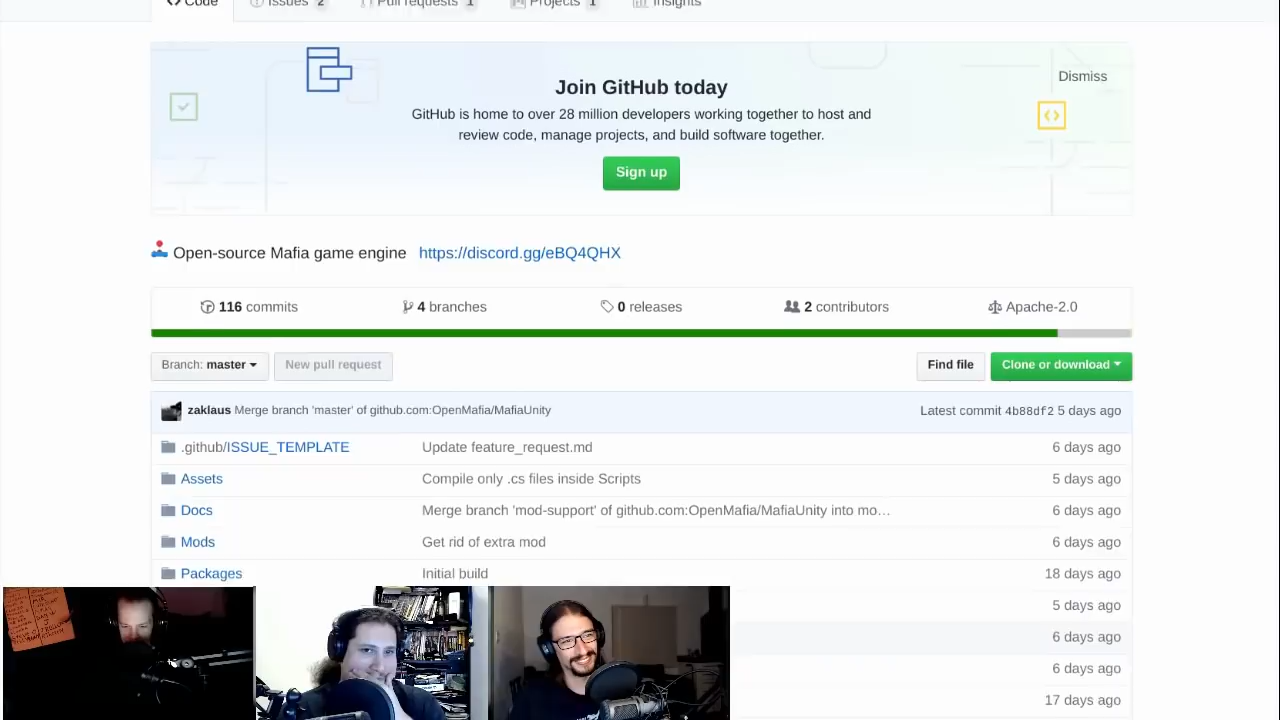 Code Issues 2 Pull requests 1 Projects 1 Insights
Join GitHub today
Dismiss
GitHub is home to over 28 million developers working together to host and
review code, manage projects, and build software together.
Sign up
Open-source Mafia game engine https://discord.gg/eBQ4QHX
116 commits 4 branches 0 releases 2 contributors Apache-2.0
Branch: master New pull request Find file Clone or download
zaklaus Merge branch 'master' of github.com:OpenMafia/MafiaUnity Latest commit 4b88df2 5 days ago
.github/ISSUE_TEMPLATE Update feature_request.md 6 days ago
Assets Compile only .cs files inside Scripts 5 days ago
Docs Merge branch 'mod-support' of github.com:OpenMafia/MafiaUnity into mo… 6 days ago
Mods Get rid of extra mod 6 days ago
Packages Initial build 18 days ago
5 days ago
6 days ago
6 days ago
17 days ago